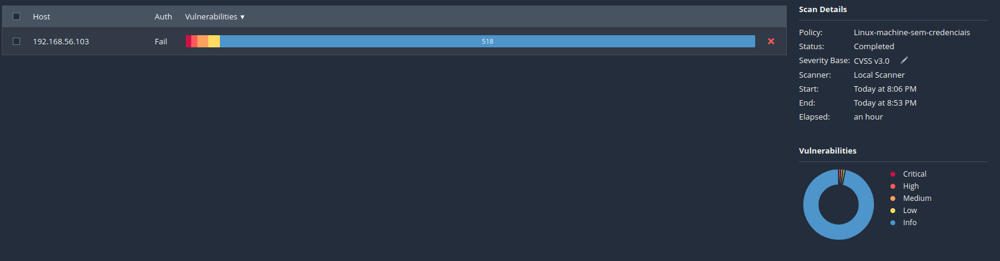 Host Auth Vulnerabilities ▼
192.168.56.103 Fail 518
Scan Details
Policy: Linux-machine-sem-credenciais
Status: Completed
Severity Base: CVSS v3.0
Scanner: Local Scanner
Start: Today at 8:06 PM
End: Today at 8:53 PM
Elapsed: an hour
Vulnerabilities
Critical
High
Medium
Low
Info